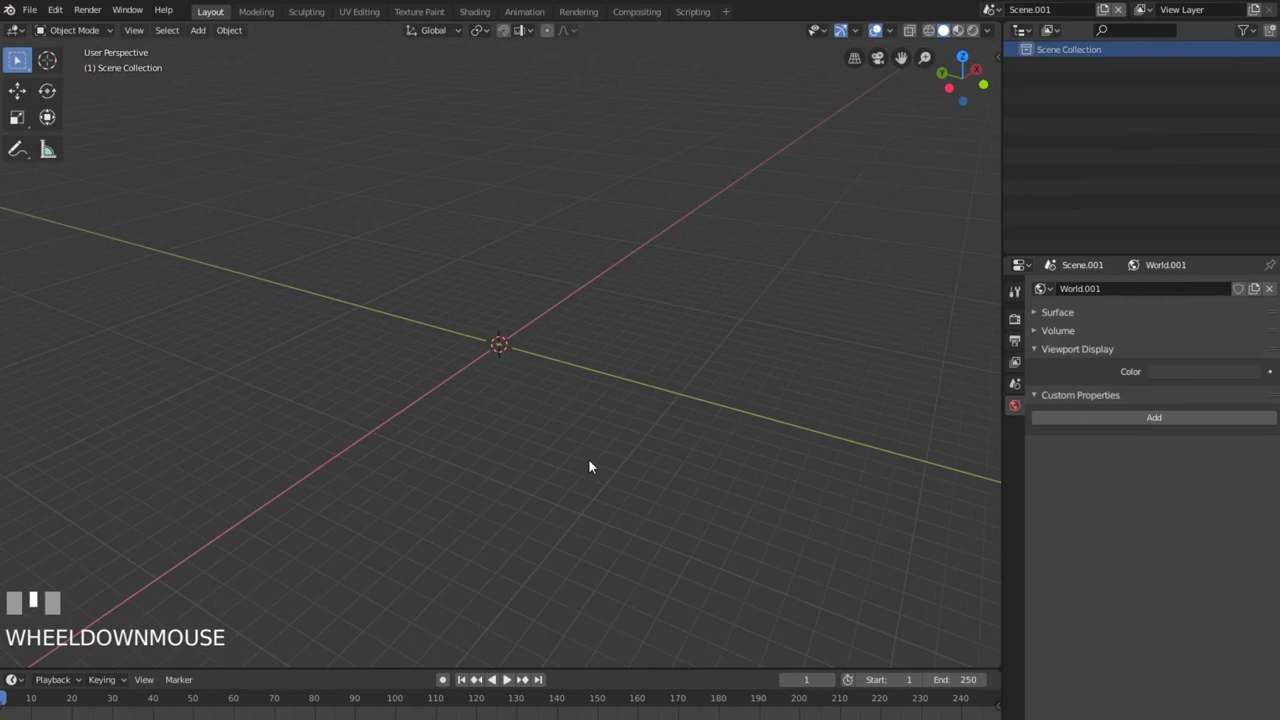 File Edit Render Window Help Layout Modeling Sculpting UV Editing Texture Paint Shading Animation Rendering Compositing Scripting + Scene.001 View Layer
Object Mode View Select Add Object Global
User Perspective
(1) Scene Collection
Z
Y
X
Scene Collection
Scene.001 World.001
World.001
Surface
Volume
Viewport Display
Color
Custom Properties
Add
WHEELDOWNMOUSE
Playback Keying View Marker 1 Start: 1 End: 250
10 20 30 40 50 60 70 80 90 100 110 120 130 140 150 160 170 180 190 200 210 220 230 240